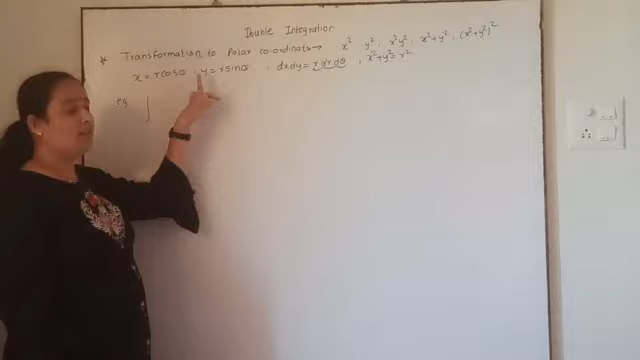 Double Integration
* Transformation to Polar co-ordinats → x² y², x²y², x²+y², (x²+y²)²
x = r cosθ, y = r sinθ, dx dy = r dr dθ, x²+y² = r²
eg ∫